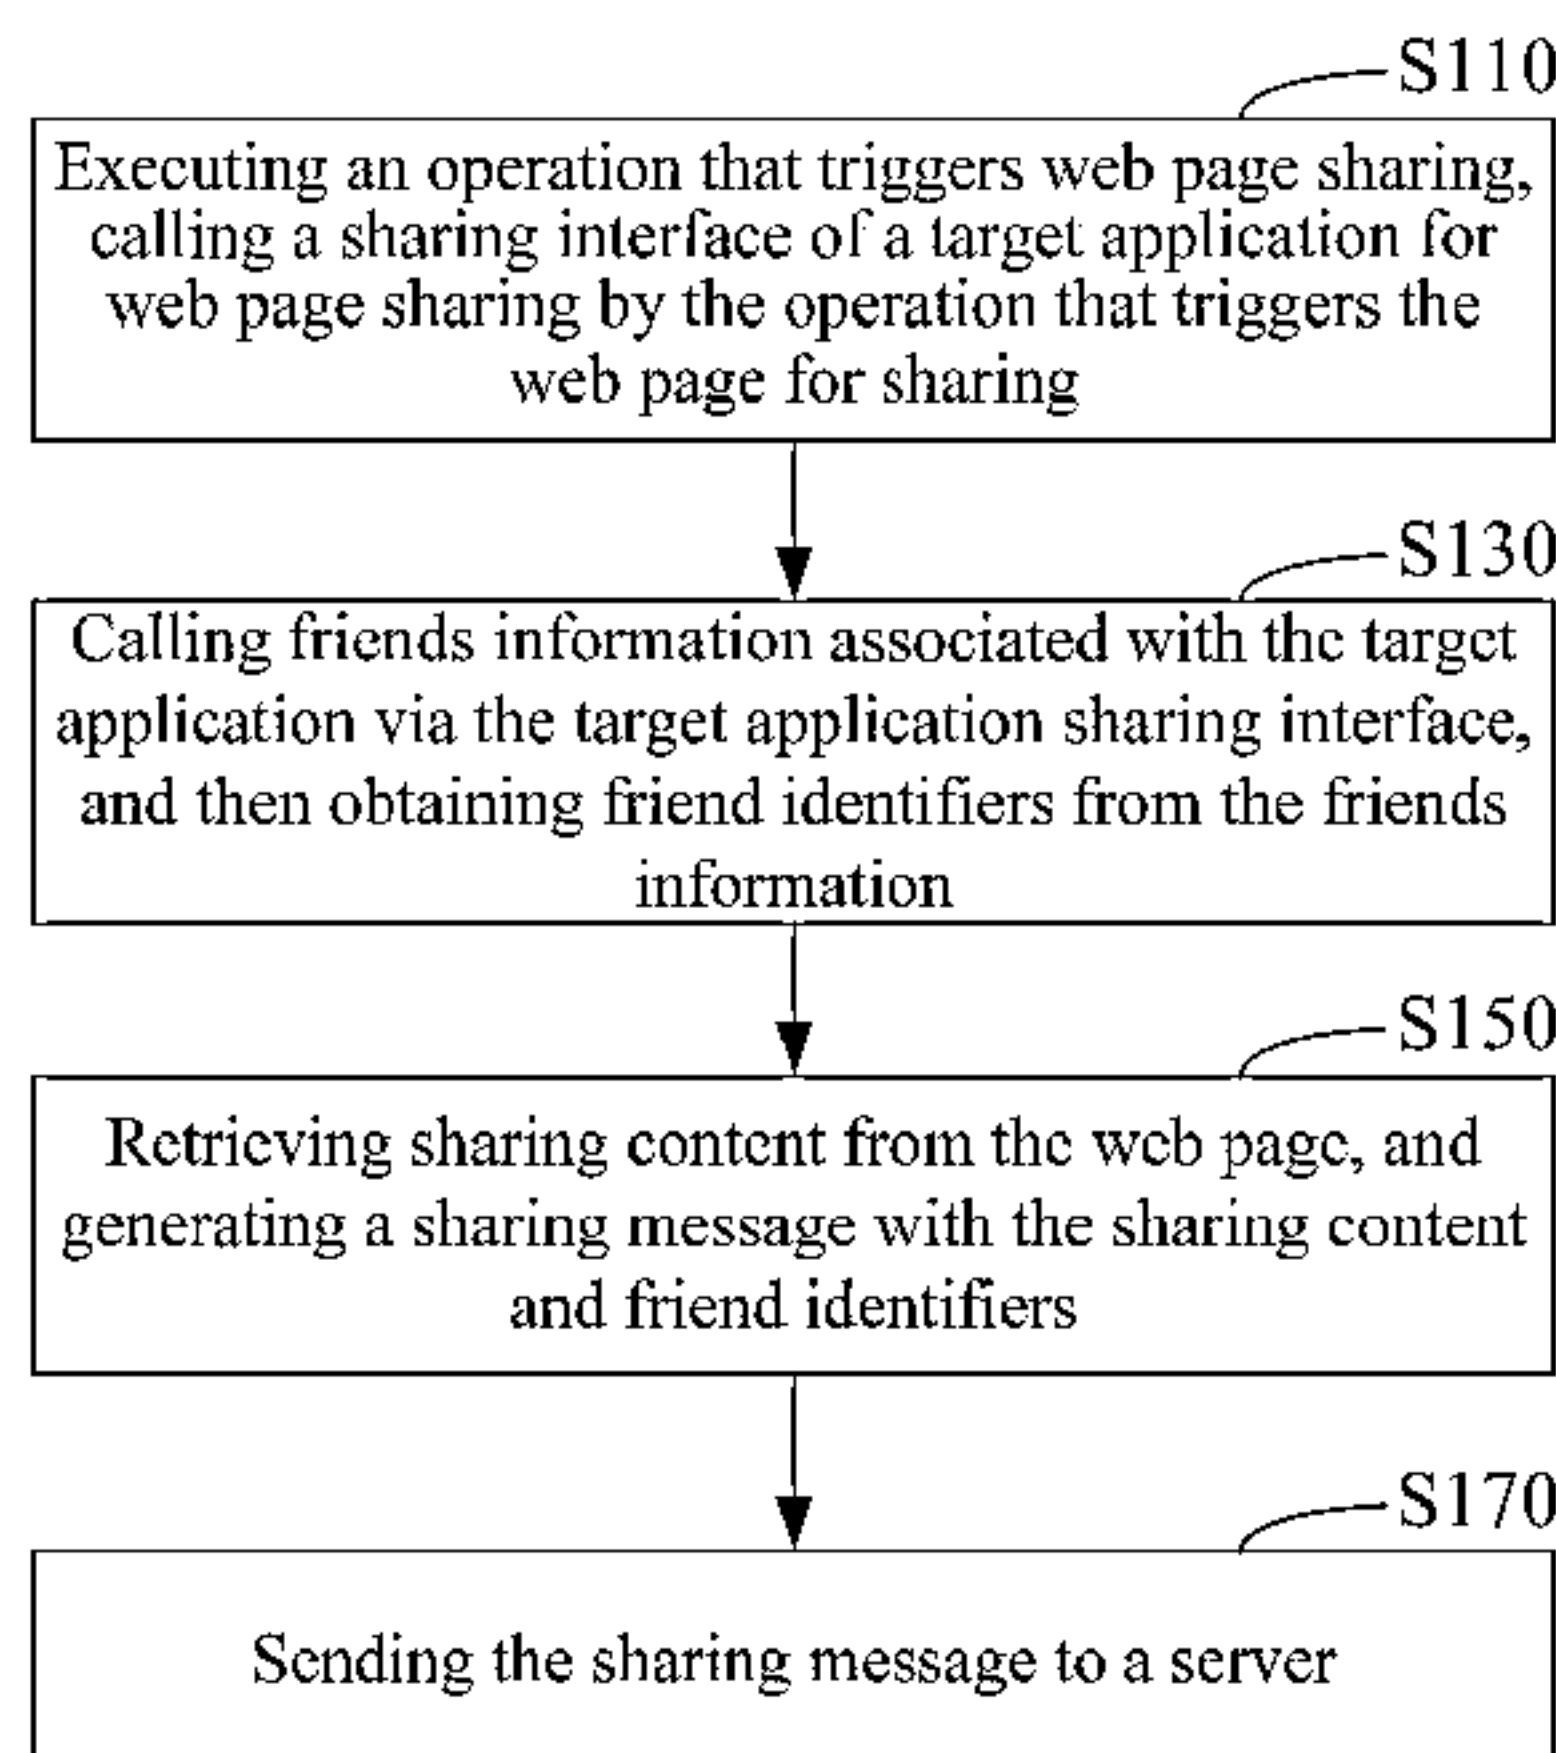 S110
Executing an operation that triggers web page sharing,
calling a sharing interface of a target application for
web page sharing by the operation that triggers the
web page for sharing
S130
Calling friends information associated with the target
application via the target application sharing interface,
and then obtaining friend identifiers from the friends
information
S150
Retrieving sharing content from the web page, and
generating a sharing message with the sharing content
and friend identifiers
S170
Sending the sharing message to a server